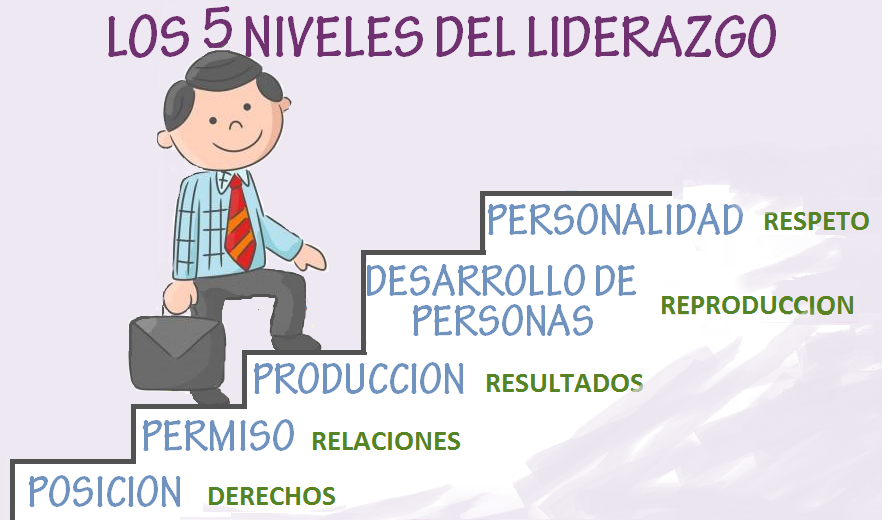 LOS 5 NIVELES DEL LIDERAZGO
PERSONALIDAD RESPETO
DESARROLLO DE
PERSONAS REPRODUCCION
PRODUCCION RESULTADOS
PERMISO RELACIONES
POSICION DERECHOS